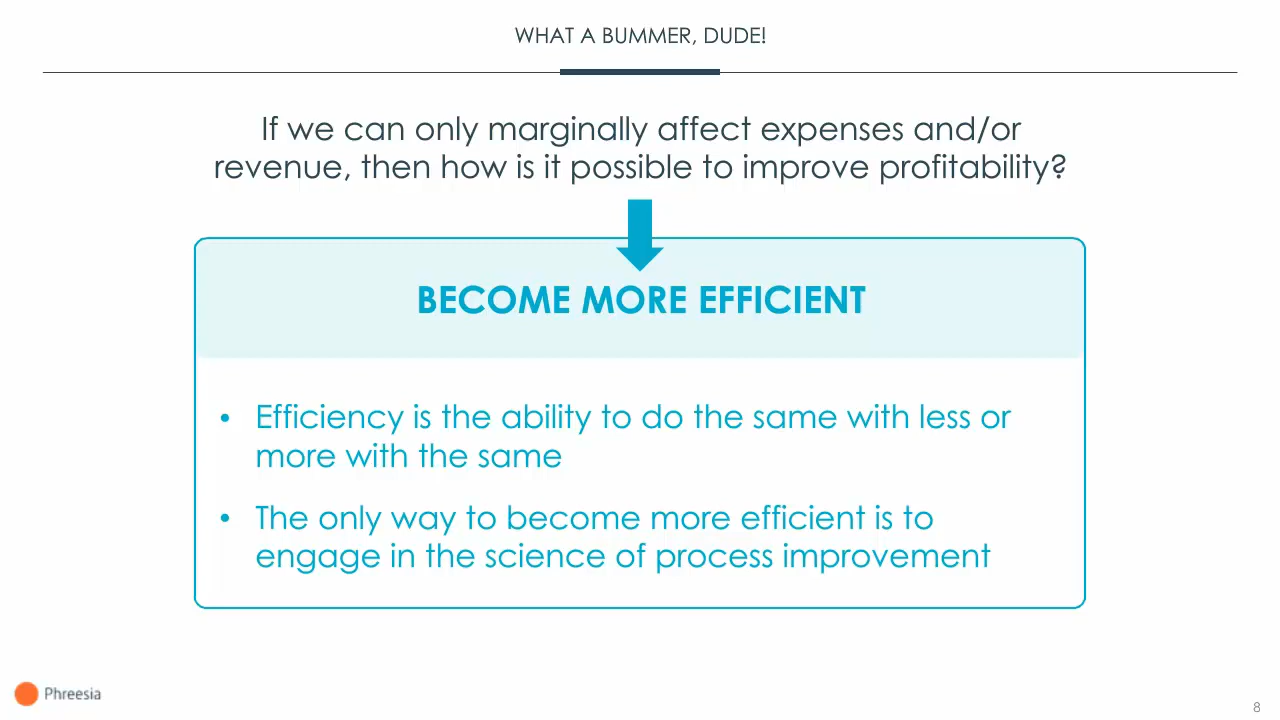 WHAT A BUMMER, DUDE!
If we can only marginally affect expenses and/or
revenue, then how is it possible to improve profitability?
BECOME MORE EFFICIENT
• Efficiency is the ability to do the same with less or
more with the same
• The only way to become more efficient is to
engage in the science of process improvement
Phreesia
8